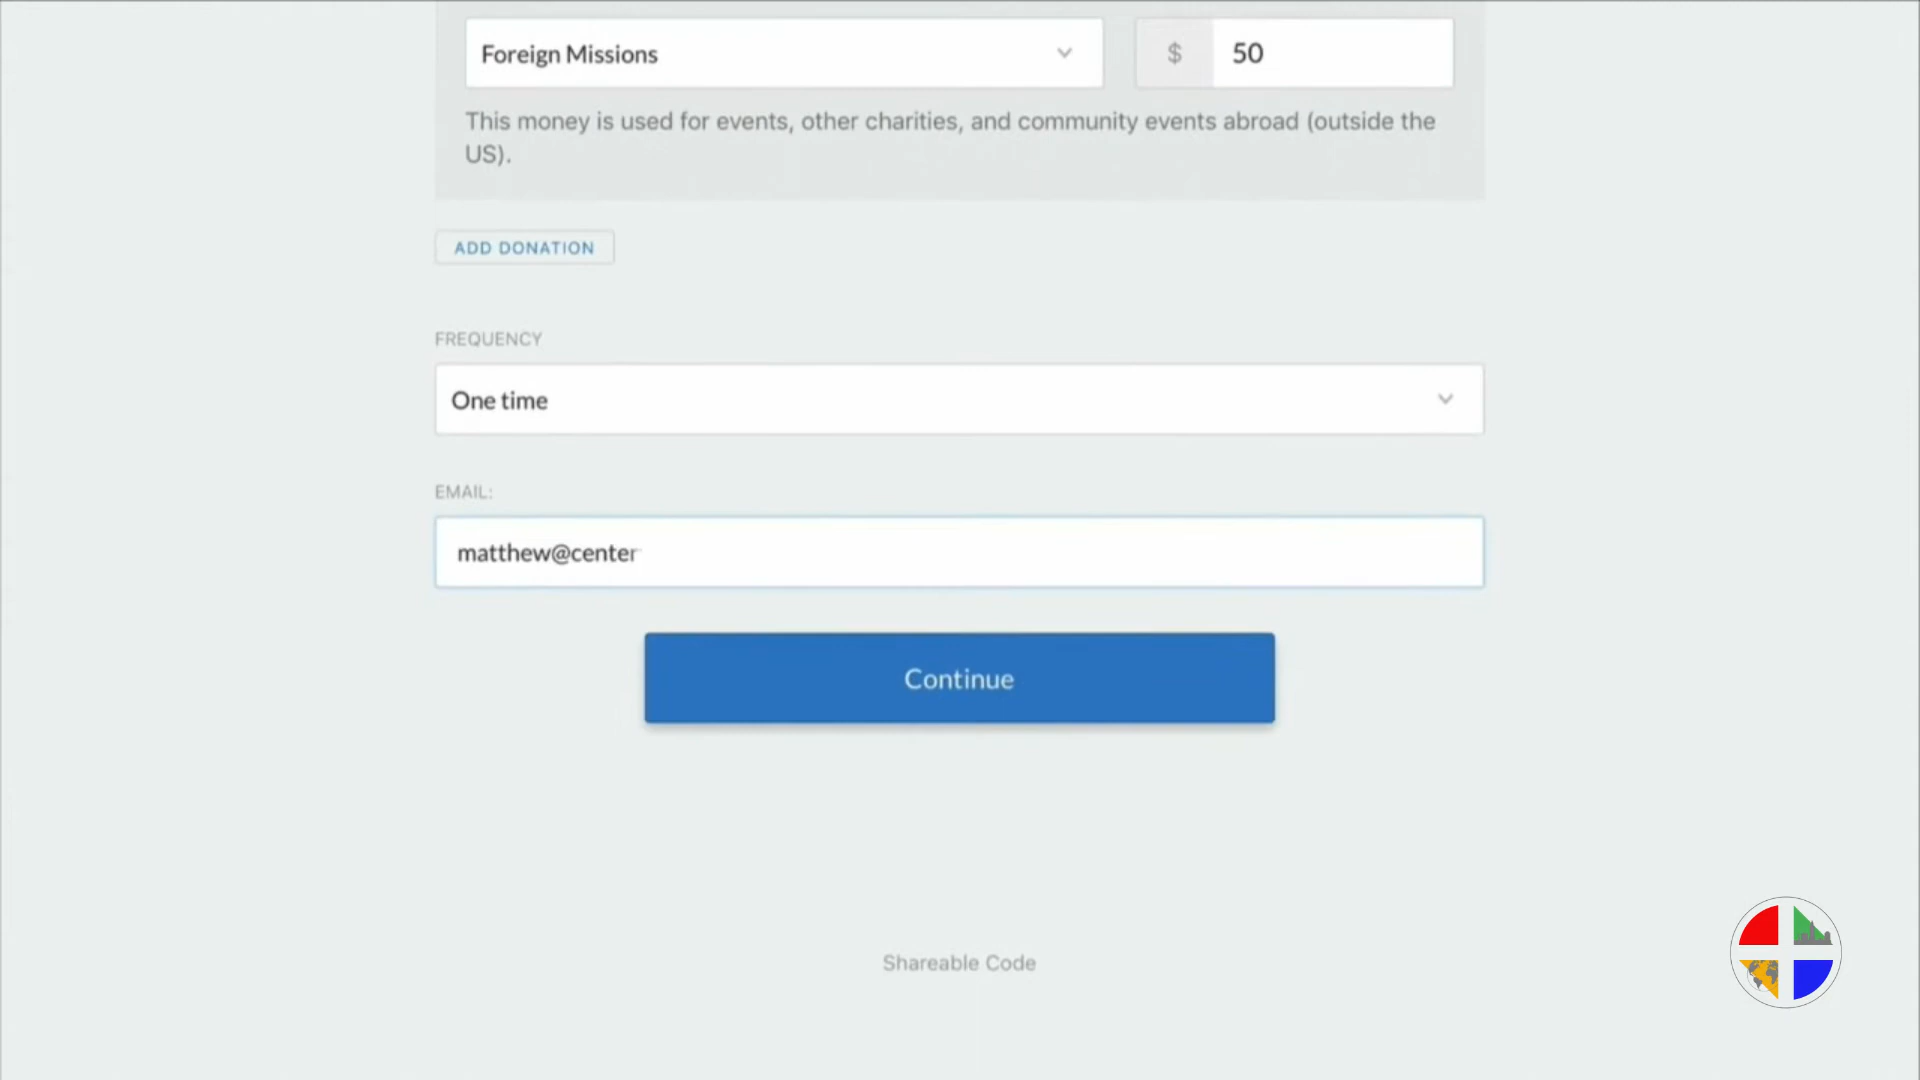 Foreign Missions
$ 50
This money is used for events, other charities, and community events abroad (outside the
US).
ADD DONATION
FREQUENCY
One time
EMAIL:
matthew@center
Continue
Shareable Code